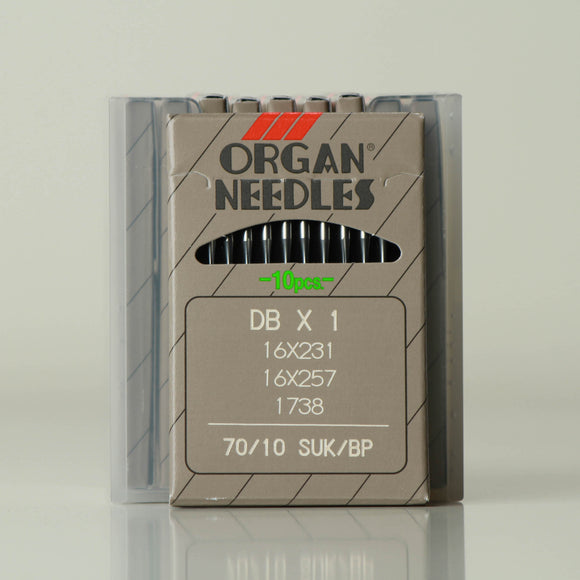 ORGAN®
NEEDLES
-10pcs.-
DB X 1
16X231
16X257
1738
70/10 SUK/BP